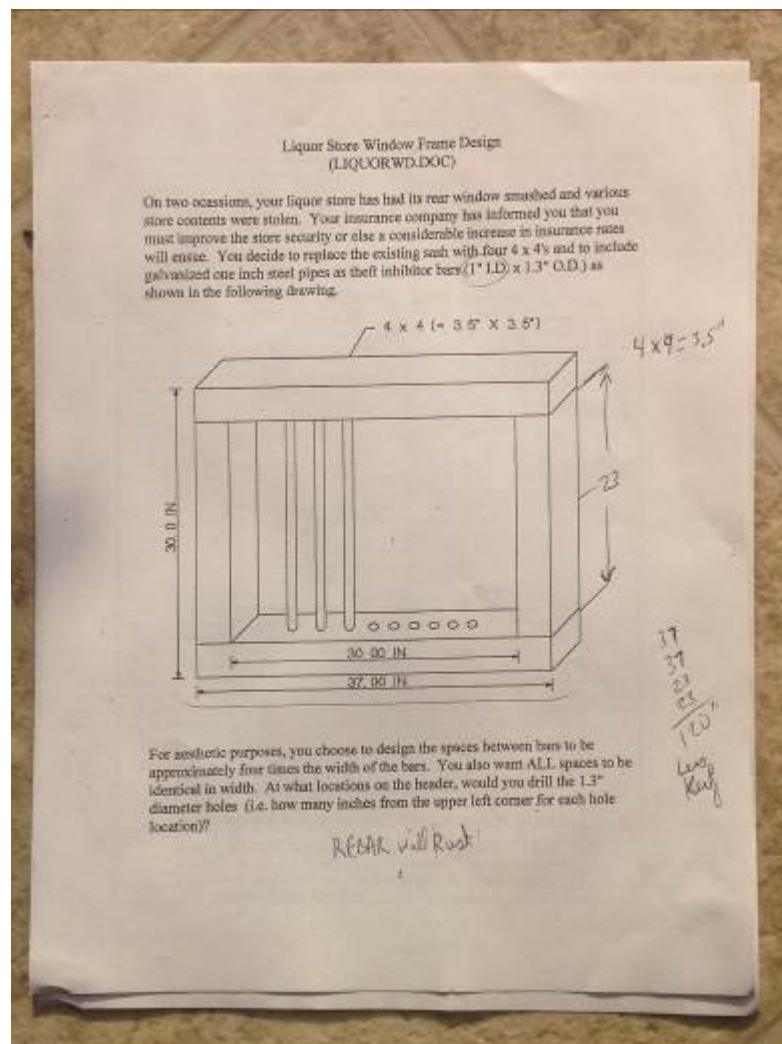 Liquor Store Window Frame Design
(LIQUORWD.DOC)
On two ocassions, your liquor store has had its rear window smashed and various
store contents were stolen. Your insurance company has informed you that you
must improve the store security or else a considerable increase in insurance rates
will ensue. You decide to replace the existing sash with four 4 x 4's and to include
galvanized one inch steel pipes as theft inhibitor bars (1" I.D. x 1.3" O.D.) as
shown in the following drawing.
4 x 4 (= 3.5" X 3.5")
4 x 4 = 3.5"
23
30.0 IN
30.00 IN
37.00 IN
37
37
23
23
120"
Less
Kerf
For aesthetic purposes, you choose to design the spaces between bars to be
approximately four times the width of the bars. You also want ALL spaces to be
identical in width. At what locations on the header, would you drill the 1.3"
diameter holes (i.e. how many inches from the upper left corner for each hole
location)?
REBAR will Rust